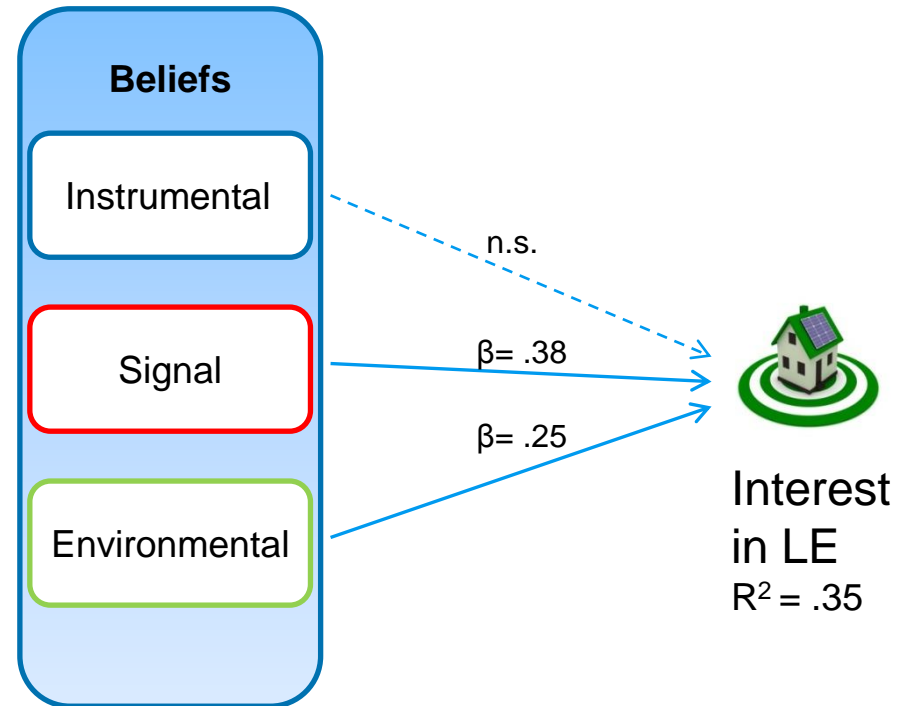 Beliefs
Instrumental
n.s.
Signal
β= .38
β= .25
Environmental
Interest
in LE
R² = .35